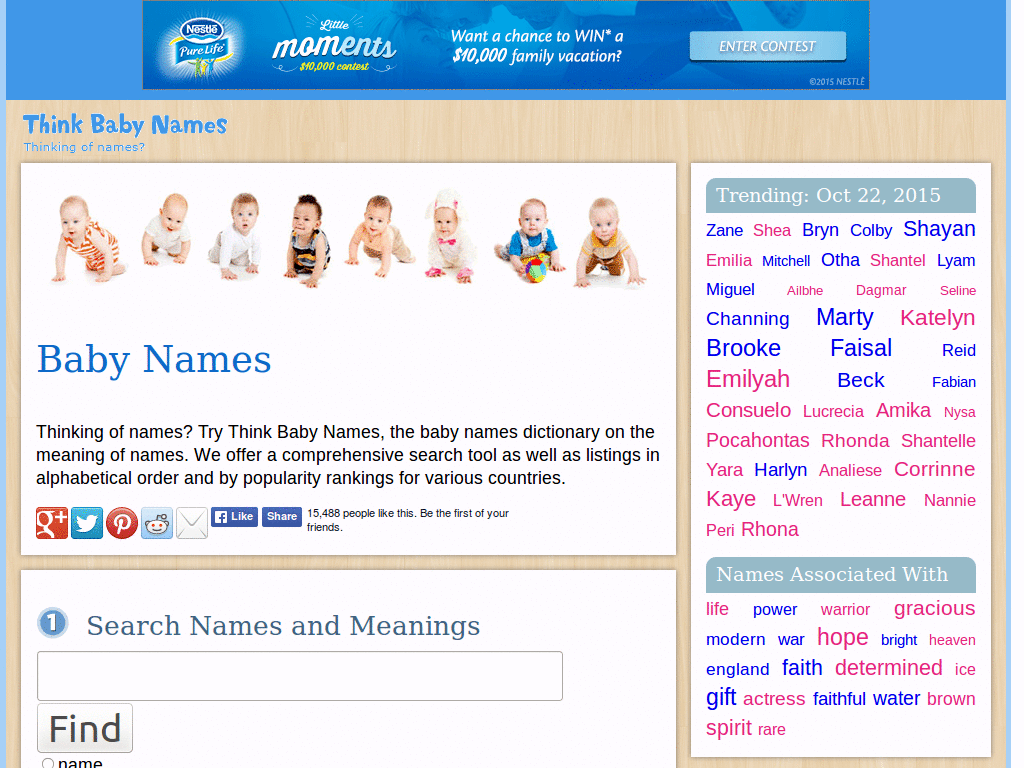 Nestlé
Pure Life
Little
moments
$10,000 contest
Want a chance to WIN* a
$10,000 family vacation?
ENTER CONTEST
©2015 NESTLÉ
Think Baby Names
Thinking of names?
Baby Names
Thinking of names? Try Think Baby Names, the baby names dictionary on the
meaning of names. We offer a comprehensive search tool as well as listings in
alphabetical order and by popularity rankings for various countries.
g+
Like
Share
15,488 people like this. Be the first of your
friends.
1
Search Names and Meanings
Find
name
Trending: Oct 22, 2015
Zane Shea Bryn Colby Shayan
Emilia Mitchell Otha Shantel Lyam
Miguel Ailbhe Dagmar Seline
Channing Marty Katelyn
Brooke Faisal Reid
Emilyah Beck Fabian
Consuelo Lucrecia Amika Nysa
Pocahontas Rhonda Shantelle
Yara Harlyn Analiese Corrinne
Kaye L'Wren Leanne Nannie
Peri Rhona
Names Associated With
life power warrior gracious
modern war hope bright heaven
england faith determined ice
gift actress faithful water brown
spirit rare